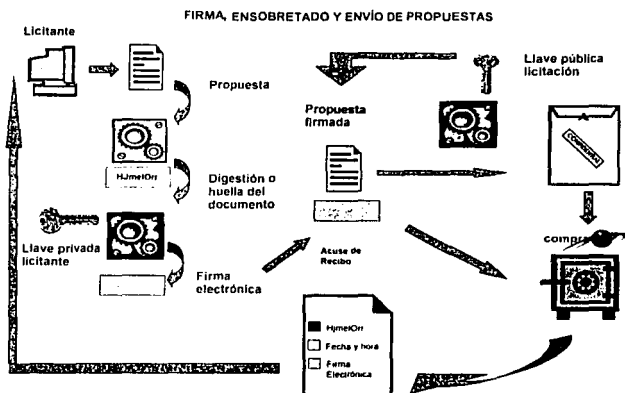 FIRMA, ENSOBRETADO Y ENVÍO DE PROPUESTAS
Licitante
Propuesta
HJmelOrr
Digestión o
huella del
documento
Llave privada
licitante
Firma
electrónica
Propuesta
firmada
Llave pública
licitación
Acuse de
Recibo
compra
HjmelOrr
Fecha y hora
Firma
Electrónica